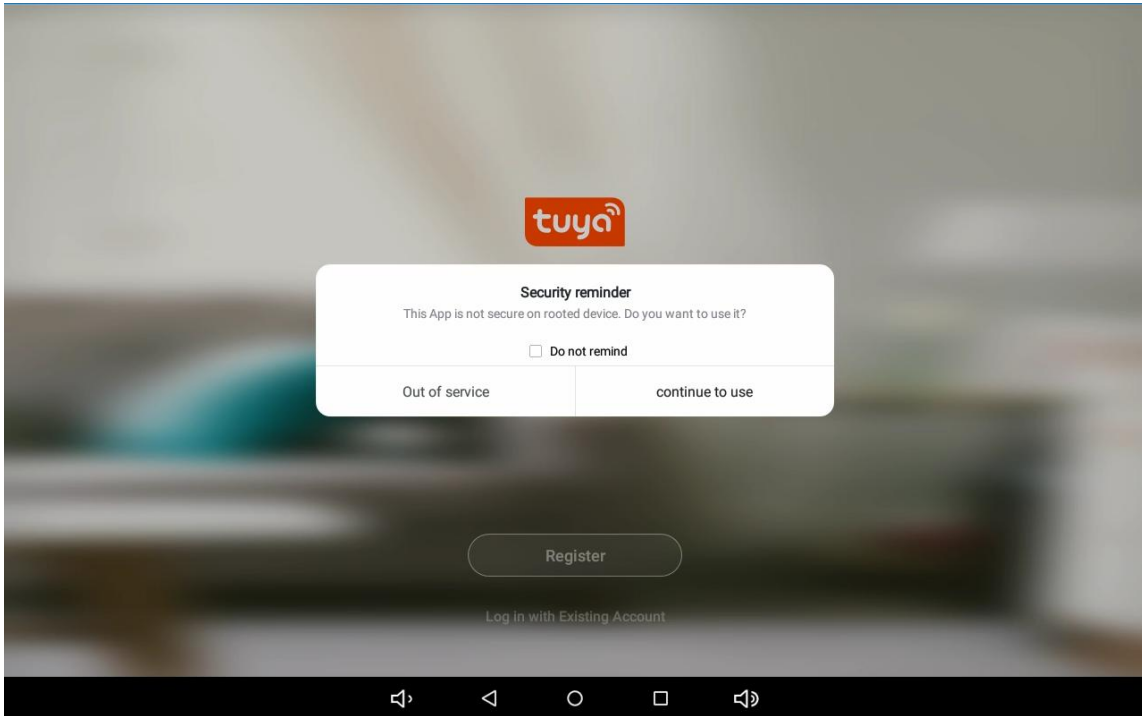 tuya
Security reminder
This App is not secure on rooted device. Do you want to use it?
Do not remind
Out of service
continue to use
Register
Log in with Existing Account